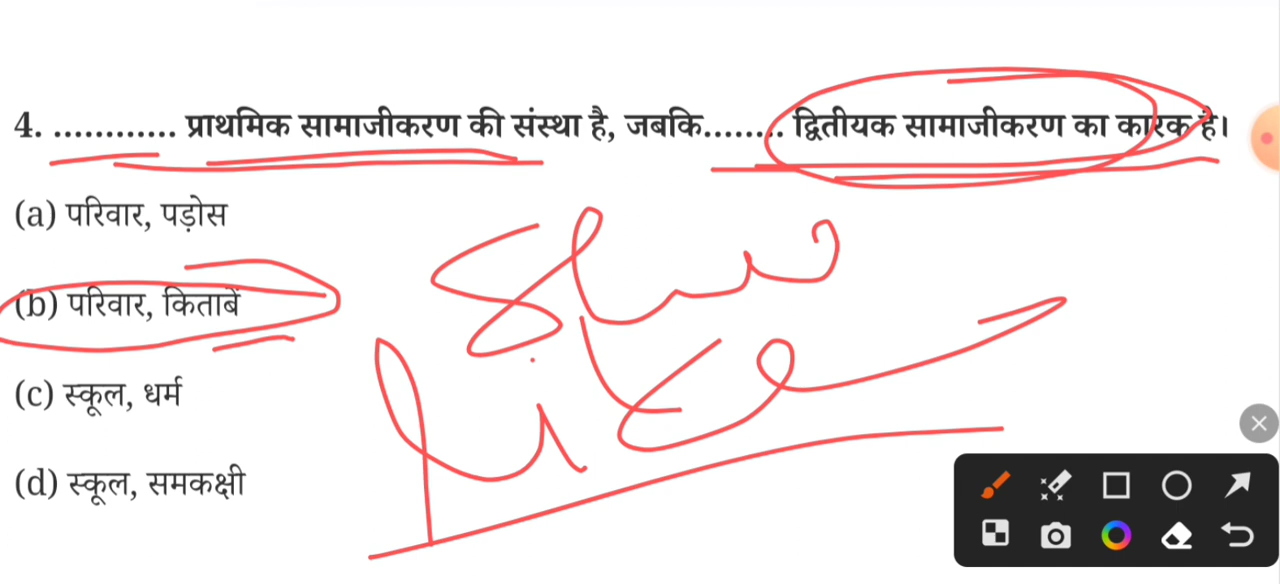 4. ............ प्राथमिक सामाजीकरण की संस्था है, जबकि........ द्वितीयक सामाजीकरण का कारक है।
(a) परिवार, पड़ोस
(b) परिवार, किताबें
(c) स्कूल, धर्म
(d) स्कूल, समकक्षी